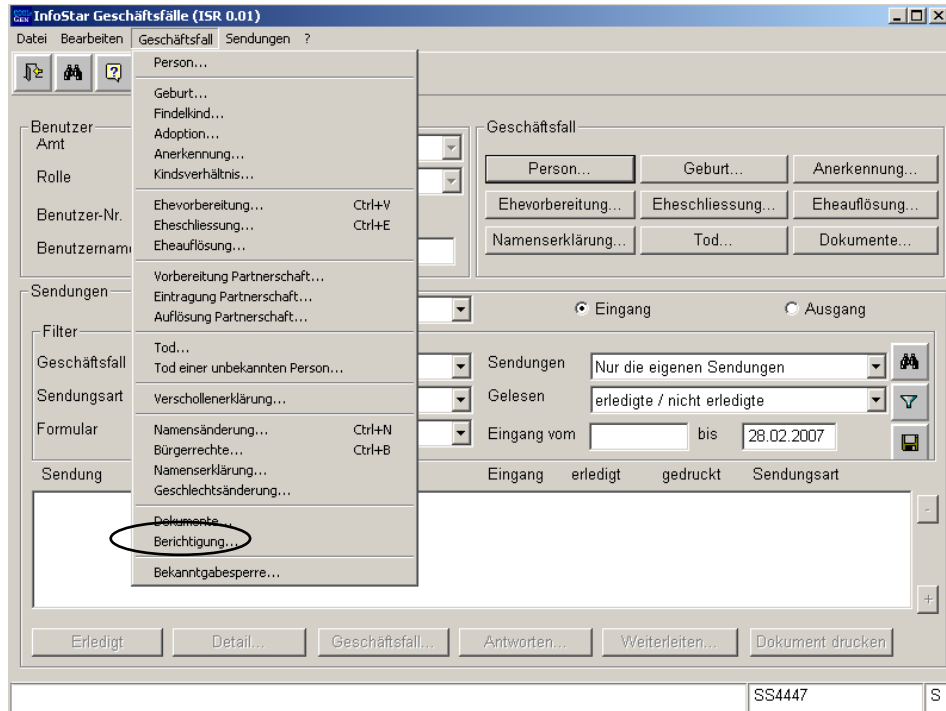 InfoStar Geschäftsfälle (ISR 0.01)
Datei Bearbeiten Geschäftsfall Sendungen ?
Person...
Geburt...
Findelkind...
Adoption...
Anerkennung...
Kindsverhältnis...
Ehevorbereitung... Ctrl+V
Eheschliessung... Ctrl+E
Eheauflösung...
Vorbereitung Partnerschaft...
Eintragung Partnerschaft...
Auflösung Partnerschaft...
Tod...
Tod einer unbekannten Person...
Verschollenerklärung...
Namensänderung... Ctrl+N
Bürgerrechte... Ctrl+B
Namenserklärung...
Geschlechtsänderung...
Dokumente...
Berichtigung...
Bekanntgabesperre...
Benutzer
Amt
Rolle
Benutzer-Nr.
Benutzername
Geschäftsfall
Person... Geburt... Anerkennung...
Ehevorbereitung... Eheschliessung... Eheauflösung...
Namenserklärung... Tod... Dokumente...
Sendungen
Eingang Ausgang
Filter
Geschäftsfall Sendungen Nur die eigenen Sendungen
Sendungsart Gelesen erledigte / nicht erledigte
Formular Eingang vom bis 28.02.2007
Sendung Eingang erledigt gedruckt Sendungsart
-
+
Erledigt Detail... Geschäftsfall... Antworten... Weiterleiten... Dokument drucken
SS4447 S